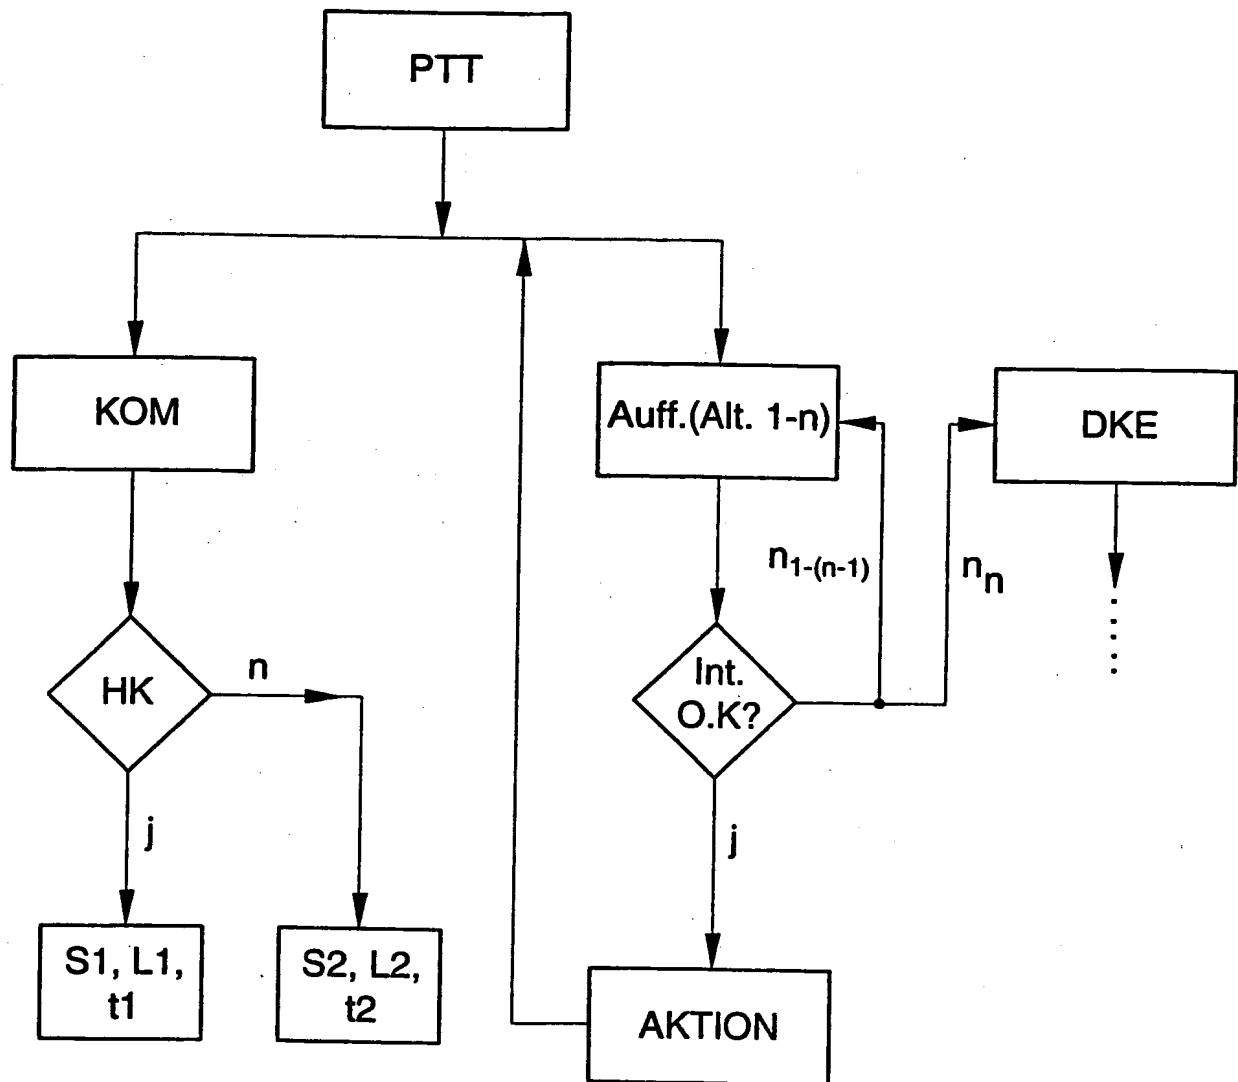 PTT
KOM
Auff.(Alt. 1-n)
DKE
n1-(n-1)
nn
HK
n
Int.
O.K?
j
j
S1, L1,
t1
S2, L2,
t2
AKTION